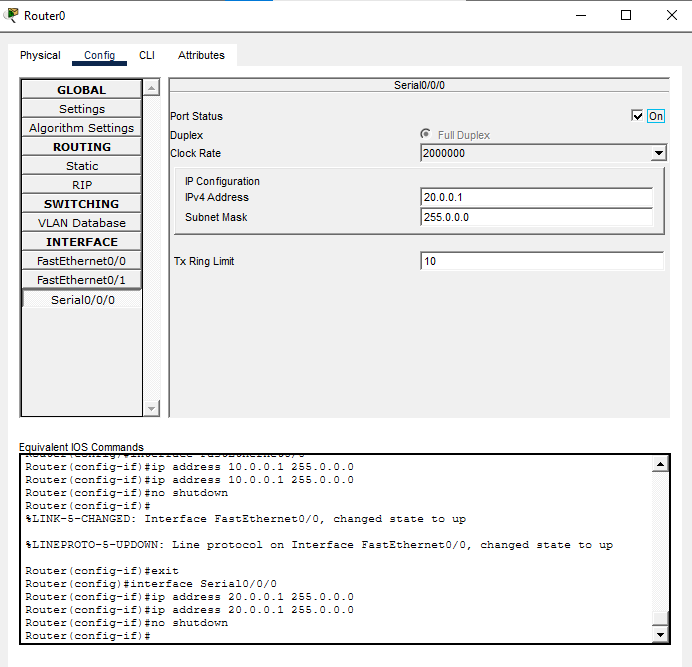 Router0
Physical Config CLI Attributes
GLOBAL
Settings
Algorithm Settings
ROUTING
Static
RIP
SWITCHING
VLAN Database
INTERFACE
FastEthernet0/0
FastEthernet0/1
Serial0/0/0
Serial0/0/0
Port Status On
Duplex Full Duplex
Clock Rate 2000000
IP Configuration
IPv4 Address 20.0.0.1
Subnet Mask 255.0.0.0
Tx Ring Limit 10
Equivalent IOS Commands
Router(config)#interface FastEthernet0/0
Router(config-if)#ip address 10.0.0.1 255.0.0.0
Router(config-if)#ip address 10.0.0.1 255.0.0.0
Router(config-if)#no shutdown
Router(config-if)#
%LINK-5-CHANGED: Interface FastEthernet0/0, changed state to up
%LINEPROTO-5-UPDOWN: Line protocol on Interface FastEthernet0/0, changed state to up
Router(config-if)#exit
Router(config)#interface Serial0/0/0
Router(config-if)#ip address 20.0.0.1 255.0.0.0
Router(config-if)#ip address 20.0.0.1 255.0.0.0
Router(config-if)#no shutdown
Router(config-if)#